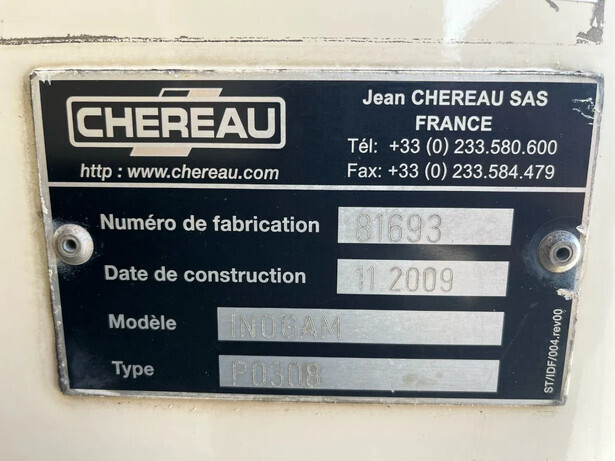 CHEREAU
http : www.chereau.com
Jean CHEREAU SAS
FRANCE
Tél: +33 (0) 233.580.600
Fax: +33 (0) 233.584.479
Numéro de fabrication 81693
Date de construction 11 2009
Modèle INOGAM
Type P0308
ST/IDF/004.rev00